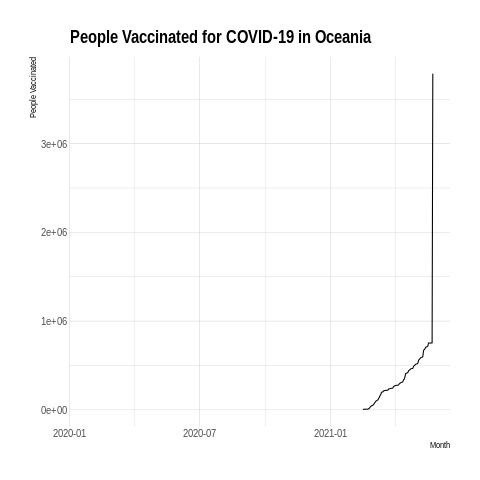 People Vaccinated for COVID-19 in Oceania
People Vaccinated
3e+06
2e+06
1e+06
0e+00
2020-01 2020-07 2021-01
Month